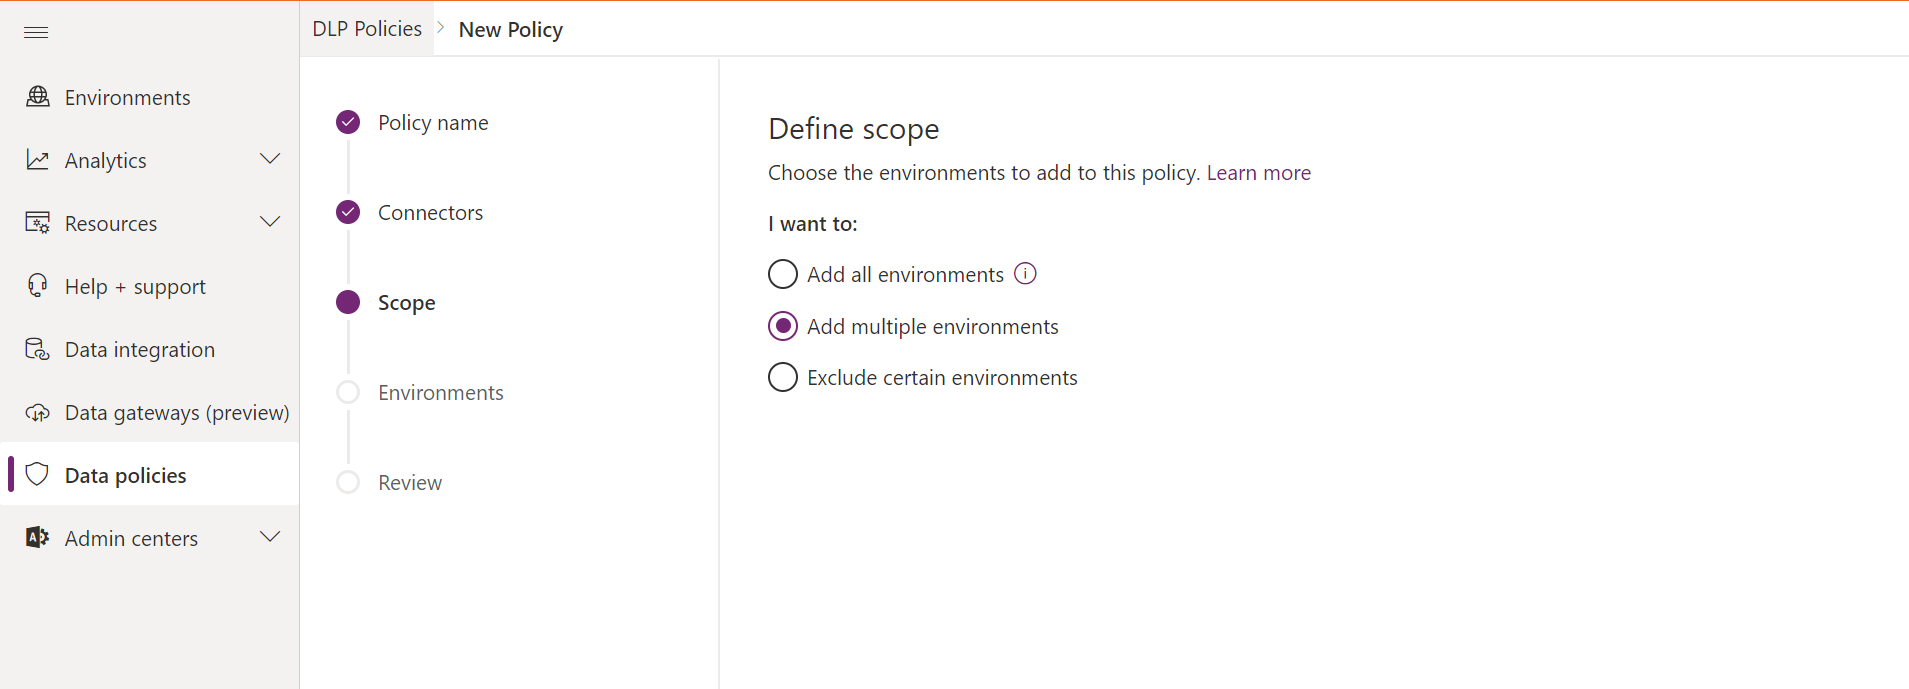 DLP Policies > New Policy
Environments
Analytics
Resources
Help + support
Data integration
Data gateways (preview)
Data policies
Admin centers
Policy name
Connectors
Scope
Environments
Review
Define scope
Choose the environments to add to this policy. Learn more
I want to:
Add all environments
Add multiple environments
Exclude certain environments